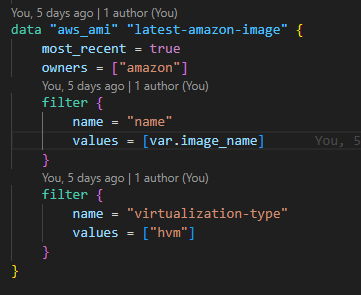 You, 5 days ago | 1 author (You)
data "aws_ami" "latest-amazon-image" {
most_recent = true
owners = ["amazon"]
You, 5 days ago | 1 author (You)
filter {
name = "name"
values = [var.image_name] You, 5
}
You, 5 days ago | 1 author (You)
filter {
name = "virtualization-type"
values = ["hvm"]
}
}